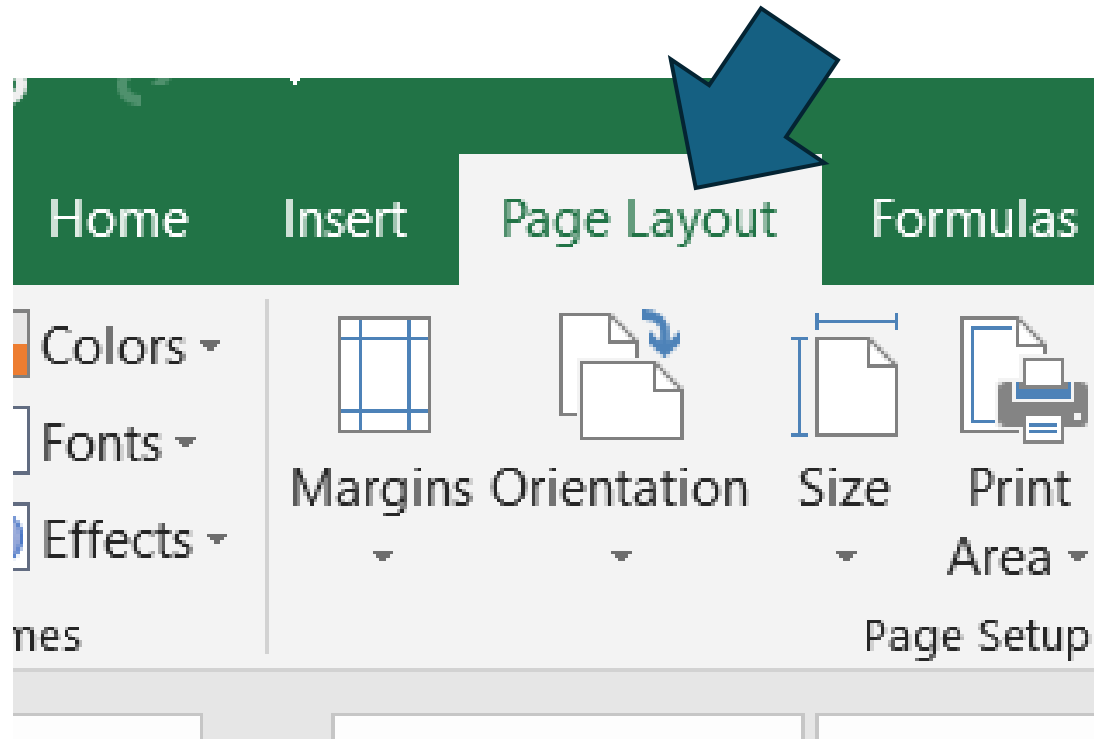 Home Insert Page Layout Formulas
Colors
Fonts
Effects
mes
Margins Orientation Size Print
Area
Page Setup